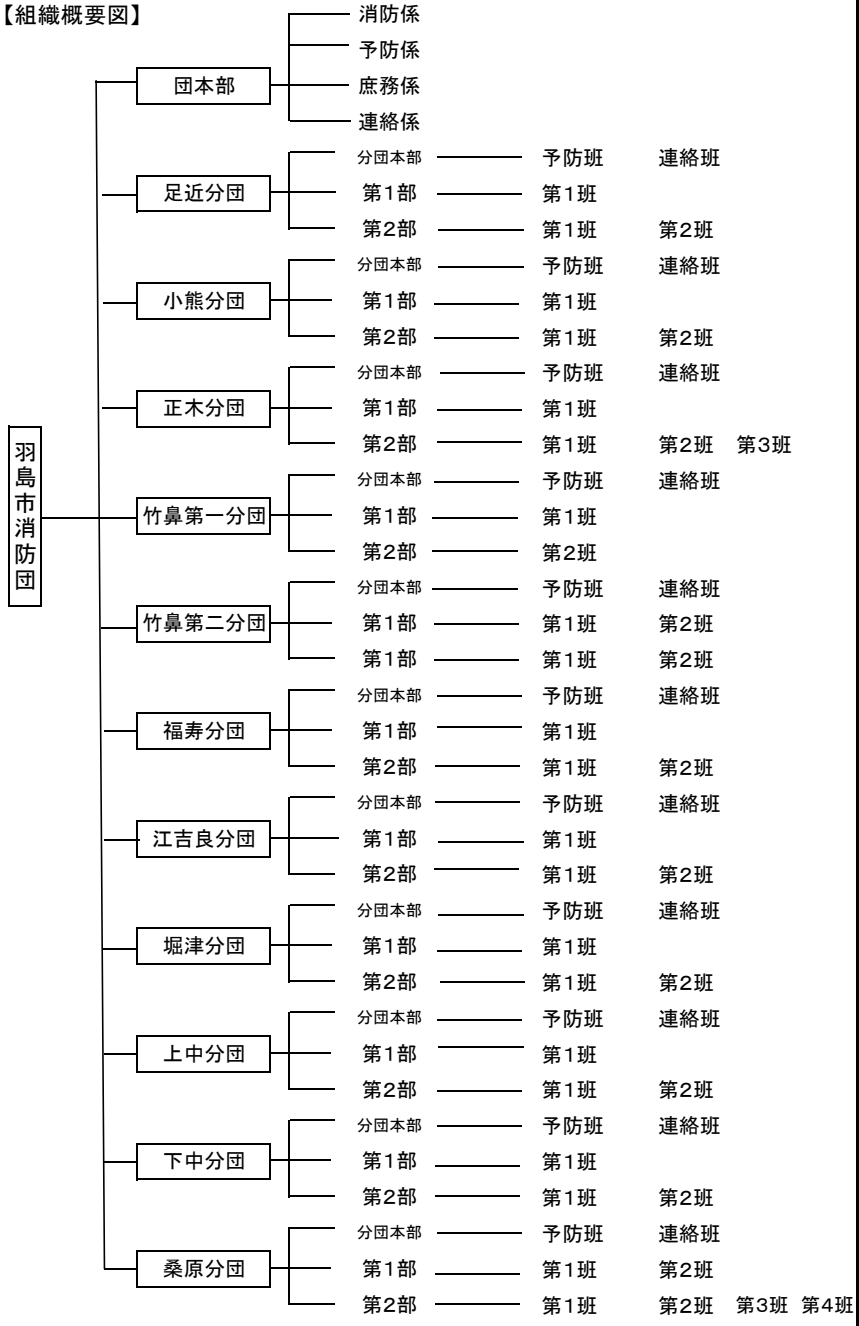 【組織概要図】
消防係
予防係
団本部 庶務係
連絡係
分団本部 予防班 連絡班
足近分団 第1部 第1班
第2部 第1班 第2班
分団本部 予防班 連絡班
小熊分団 第1部 第1班
第2部 第1班 第2班
分団本部 予防班 連絡班
正木分団 第1部 第1班
第2部 第1班 第2班 第3班
羽島市消防団
分団本部 予防班 連絡班
竹鼻第一分団 第1部 第1班
第2部 第2班
分団本部 予防班 連絡班
竹鼻第二分団 第1部 第1班 第2班
第1部 第1班 第2班
分団本部 予防班 連絡班
福寿分団 第1部 第1班
第2部 第1班 第2班
分団本部 予防班 連絡班
江吉良分団 第1部 第1班
第2部 第1班 第2班
分団本部 予防班 連絡班
堀津分団 第1部 第1班
第2部 第1班 第2班
分団本部 予防班 連絡班
上中分団 第1部 第1班
第2部 第1班 第2班
分団本部 予防班 連絡班
下中分団 第1部 第1班
第2部 第1班 第2班
分団本部 予防班 連絡班
桑原分団 第1部 第1班 第2班
第2部 第1班 第2班 第3班 第4班